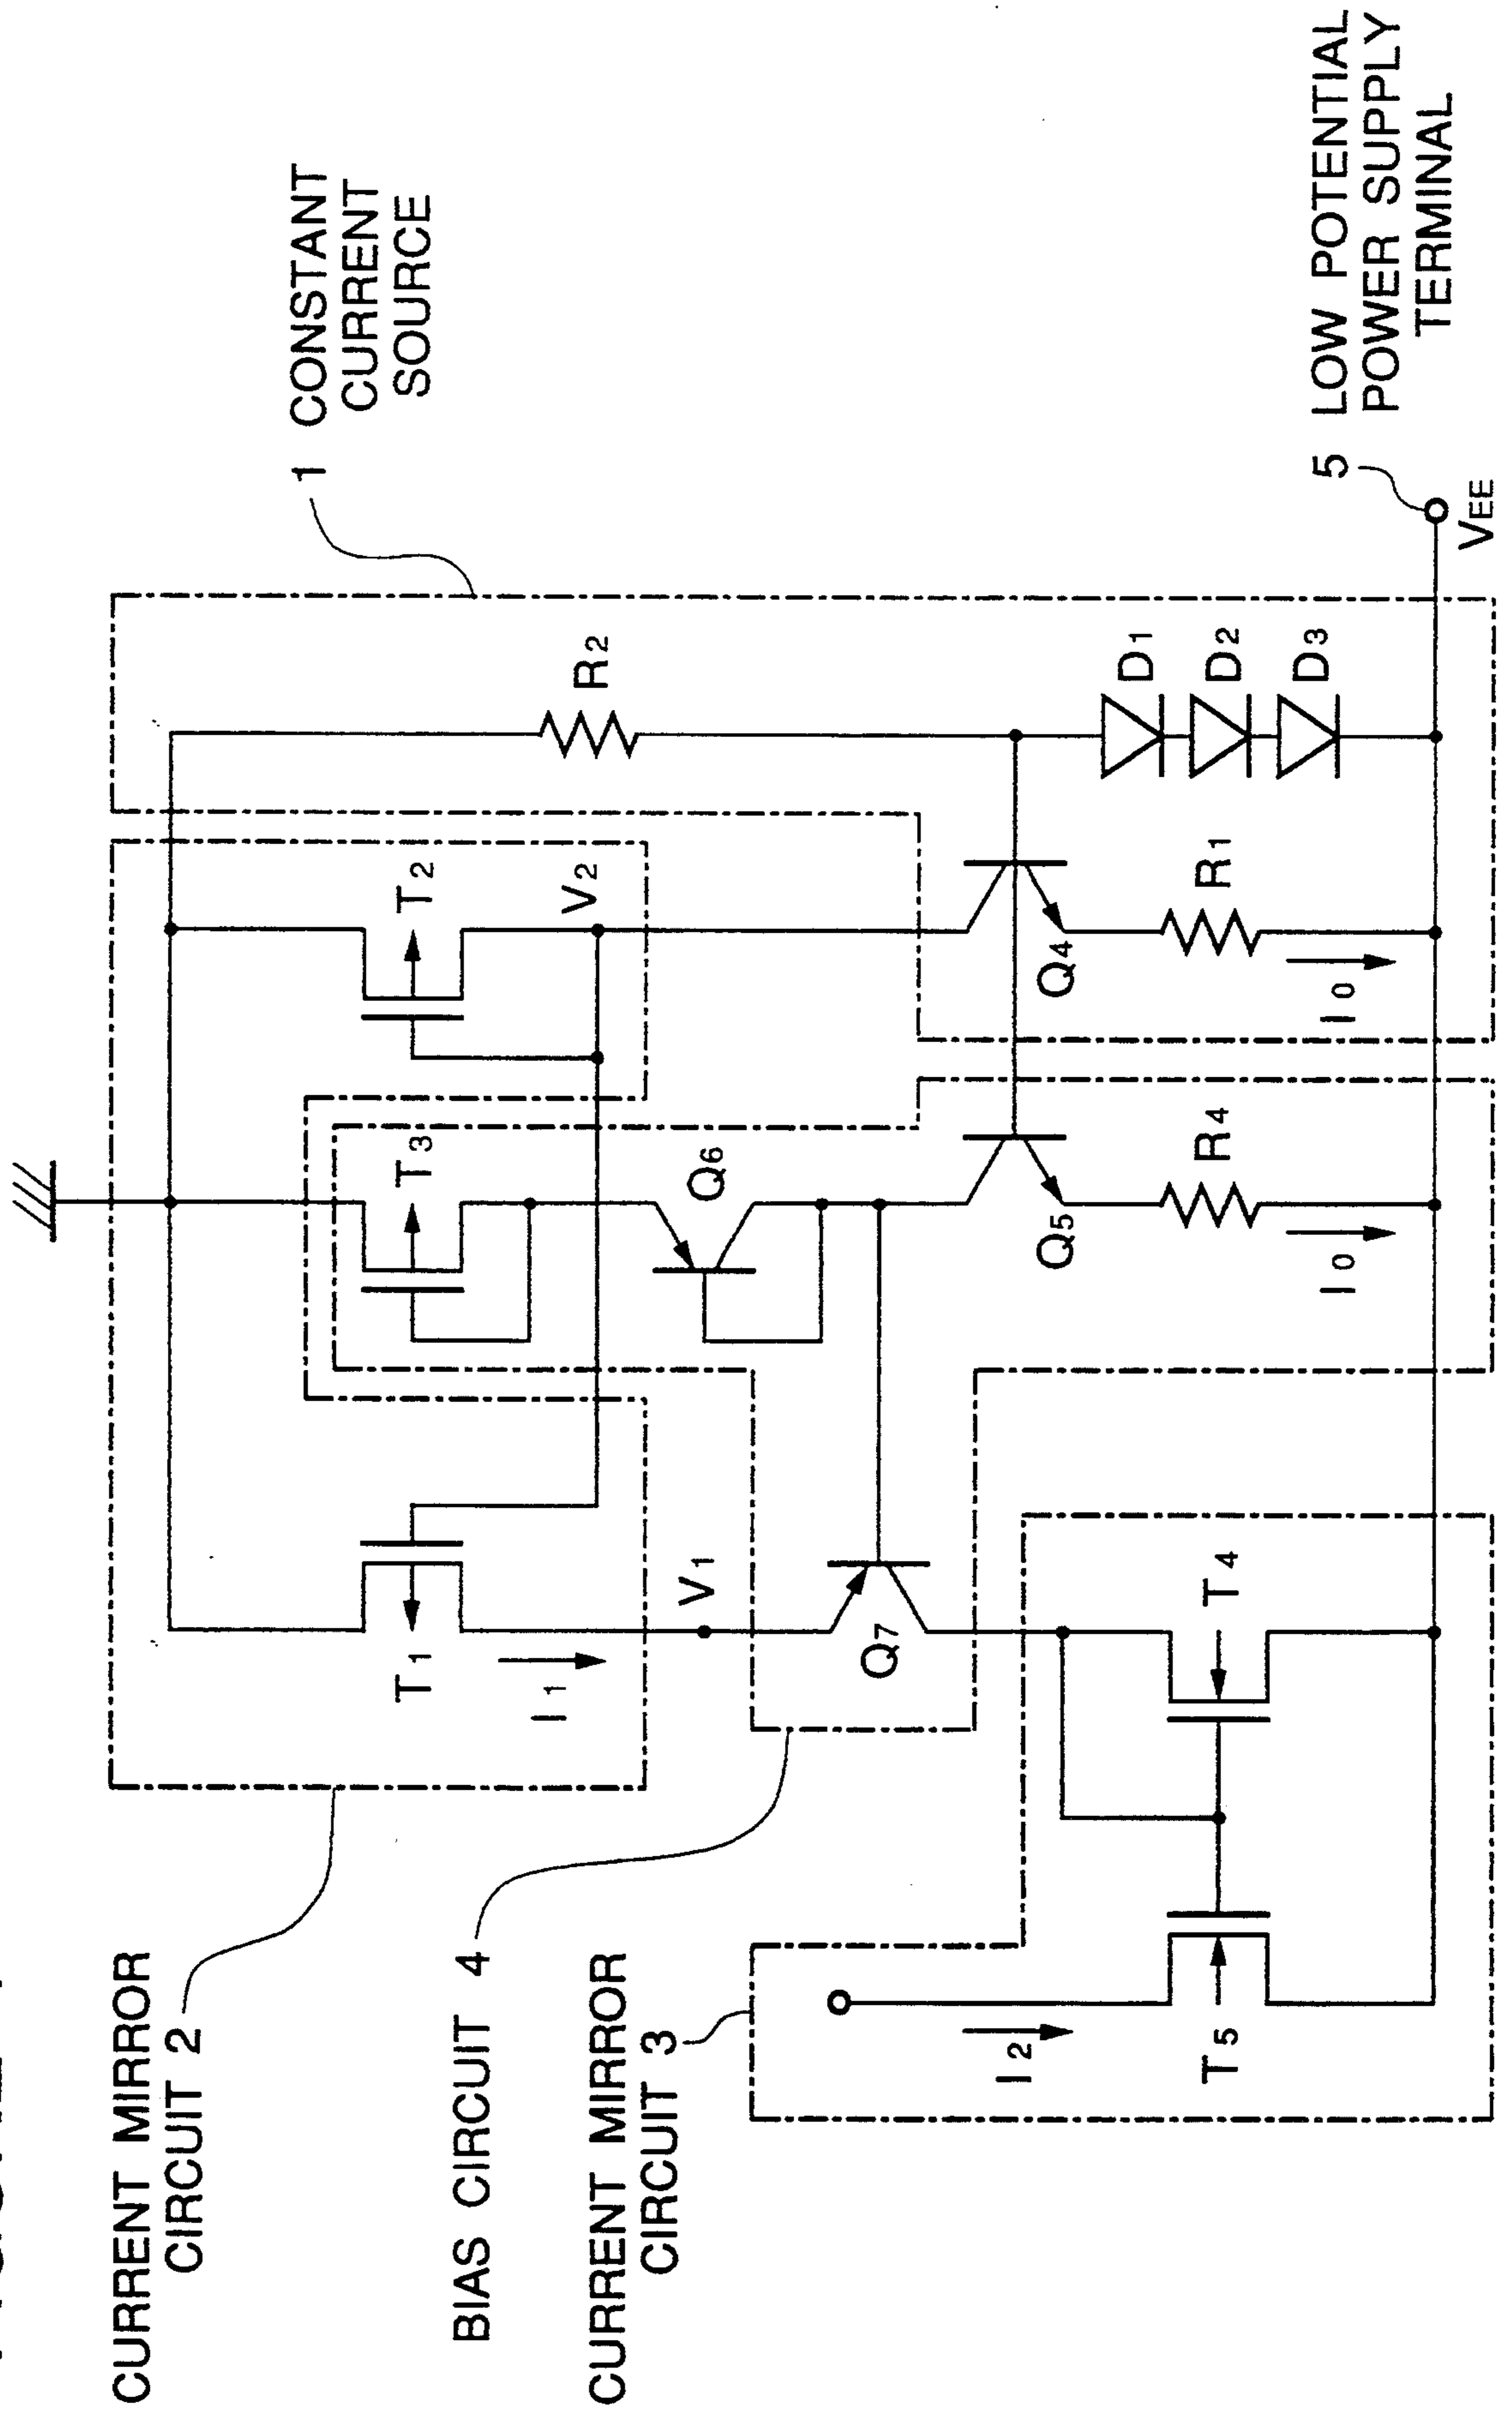 CURRENT MIRROR
CIRCUIT 2
BIAS CIRCUIT 4
CURRENT MIRROR
CIRCUIT 3
1 CONSTANT
CURRENT
SOURCE
5 LOW POTENTIAL
POWER SUPPLY
TERMINAL
VEE
T1
I1
V1
T3
T2
V2
R2
Q6
Q7
Q5
Q4
R4
R1
I0
I0
D1
D2
D3
T4
T5
I2